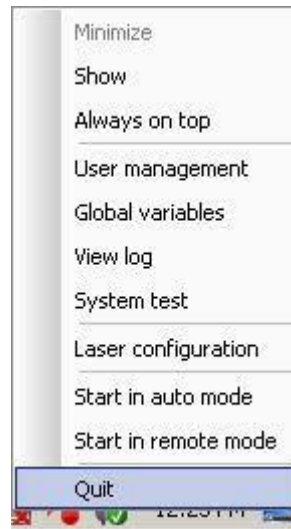 Minimize
Show
Always on top
User management
Global variables
View log
System test
Laser configuration
Start in auto mode
Start in remote mode
Quit